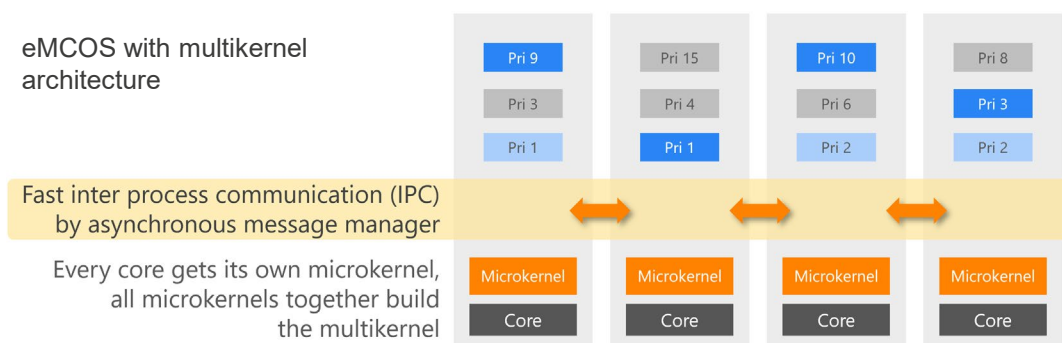 eMCOS with multikernel
architecture
Pri 9
Pri 15
Pri 10
Pri 8
Pri 3
Pri 4
Pri 6
Pri 3
Pri 1
Pri 1
Pri 2
Pri 2
Fast inter process communication (IPC)
by asynchronous message manager
Every core gets its own microkernel,
all microkernels together build
the multikernel
Microkernel
Microkernel
Microkernel
Microkernel
Core
Core
Core
Core